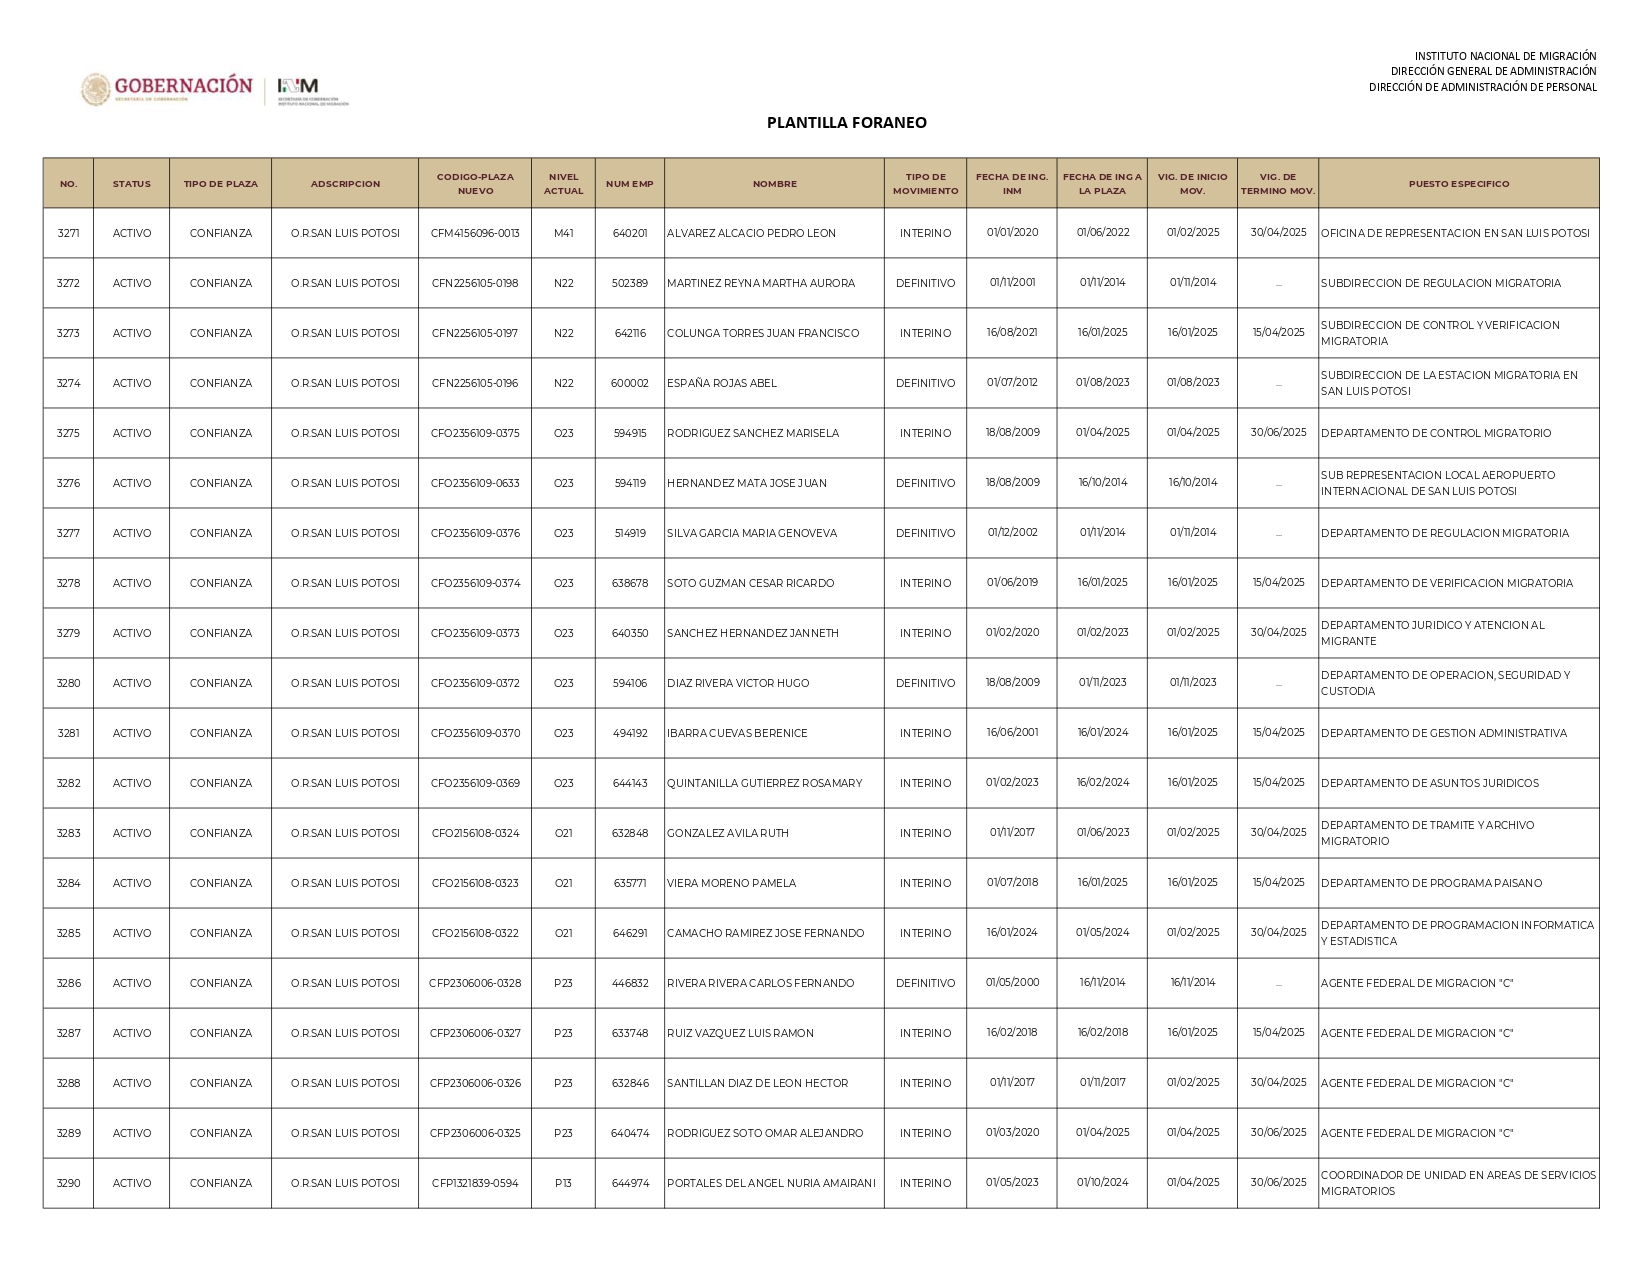 INSTITUTO NACIONAL DE MIGRACIÓN
DIRECCIÓN GENERAL DE ADMINISTRACIÓN
DIRECCIÓN DE ADMINISTRACIÓN DE PERSONAL
GOBERNACIÓN
SECRETARÍA DE GOBERNACIÓN
INM
SECRETARÍA DE GOBERNACIÓN
INSTITUTO NACIONAL DE MIGRACIÓN
PLANTILLA FORANEO
NO. STATUS TIPO DE PLAZA ADSCRIPCION CODIGO-PLAZA NUEVO NIVEL ACTUAL NUM EMP NOMBRE TIPO DE MOVIMIENTO FECHA DE ING. INM FECHA DE ING A LA PLAZA VIG. DE INICIO MOV. VIG. DE TERMINO MOV. PUESTO ESPECIFICO
3271 ACTIVO CONFIANZA O.R.SAN LUIS POTOSI CFM4156096-0013 M41 640201 ALVAREZ ALCACIO PEDRO LEON INTERINO 01/01/2020 01/06/2022 01/02/2025 30/04/2025 OFICINA DE REPRESENTACION EN SAN LUIS POTOSI
3272 ACTIVO CONFIANZA O.R.SAN LUIS POTOSI CFN2256105-0198 N22 502389 MARTINEZ REYNA MARTHA AURORA DEFINITIVO 01/11/2001 01/11/2014 01/11/2014 ... SUBDIRECCION DE REGULACION MIGRATORIA
3273 ACTIVO CONFIANZA O.R.SAN LUIS POTOSI CFN2256105-0197 N22 642116 COLUNGA TORRES JUAN FRANCISCO INTERINO 16/08/2021 16/01/2025 16/01/2025 15/04/2025 SUBDIRECCION DE CONTROL Y VERIFICACION
MIGRATORIA
3274 ACTIVO CONFIANZA O.R.SAN LUIS POTOSI CFN2256105-0196 N22 600002 ESPAÑA ROJAS ABEL DEFINITIVO 01/07/2012 01/08/2023 01/08/2023 ... SUBDIRECCION DE LA ESTACION MIGRATORIA EN
SAN LUIS POTOSI
3275 ACTIVO CONFIANZA O.R.SAN LUIS POTOSI CFO2356109-0375 O23 594915 RODRIGUEZ SANCHEZ MARISELA INTERINO 18/08/2009 01/04/2025 01/04/2025 30/06/2025 DEPARTAMENTO DE CONTROL MIGRATORIO
3276 ACTIVO CONFIANZA O.R.SAN LUIS POTOSI CFO2356109-0633 O23 594119 HERNANDEZ MATA JOSE JUAN DEFINITIVO 18/08/2009 16/10/2014 16/10/2014 ... SUB REPRESENTACION LOCAL AEROPUERTO
INTERNACIONAL DE SAN LUIS POTOSI
3277 ACTIVO CONFIANZA O.R.SAN LUIS POTOSI CFO2356109-0376 O23 514919 SILVA GARCIA MARIA GENOVEVA DEFINITIVO 01/12/2002 01/11/2014 01/11/2014 ... DEPARTAMENTO DE REGULACION MIGRATORIA
3278 ACTIVO CONFIANZA O.R.SAN LUIS POTOSI CFO2356109-0374 O23 638678 SOTO GUZMAN CESAR RICARDO INTERINO 01/06/2019 16/01/2025 16/01/2025 15/04/2025 DEPARTAMENTO DE VERIFICACION MIGRATORIA
3279 ACTIVO CONFIANZA O.R.SAN LUIS POTOSI CFO2356109-0373 O23 640350 SANCHEZ HERNANDEZ JANNETH INTERINO 01/02/2020 01/02/2023 01/02/2025 30/04/2025 DEPARTAMENTO JURIDICO Y ATENCION AL
MIGRANTE
3280 ACTIVO CONFIANZA O.R.SAN LUIS POTOSI CFO2356109-0372 O23 594106 DIAZ RIVERA VICTOR HUGO DEFINITIVO 18/08/2009 01/11/2023 01/11/2023 ... DEPARTAMENTO DE OPERACION, SEGURIDAD Y
CUSTODIA
3281 ACTIVO CONFIANZA O.R.SAN LUIS POTOSI CFO2356109-0370 O23 494192 IBARRA CUEVAS BERENICE INTERINO 16/06/2001 16/01/2024 16/01/2025 15/04/2025 DEPARTAMENTO DE GESTION ADMINISTRATIVA
3282 ACTIVO CONFIANZA O.R.SAN LUIS POTOSI CFO2356109-0369 O23 644143 QUINTANILLA GUTIERREZ ROSAMARY INTERINO 01/02/2023 16/02/2024 16/01/2025 15/04/2025 DEPARTAMENTO DE ASUNTOS JURIDICOS
3283 ACTIVO CONFIANZA O.R.SAN LUIS POTOSI CFO2156108-0324 O21 632848 GONZALEZ AVILA RUTH INTERINO 01/11/2017 01/06/2023 01/02/2025 30/04/2025 DEPARTAMENTO DE TRAMITE Y ARCHIVO
MIGRATORIO
3284 ACTIVO CONFIANZA O.R.SAN LUIS POTOSI CFO2156108-0323 O21 635771 VIERA MORENO PAMELA INTERINO 01/07/2018 16/01/2025 16/01/2025 15/04/2025 DEPARTAMENTO DE PROGRAMA PAISANO
3285 ACTIVO CONFIANZA O.R.SAN LUIS POTOSI CFO2156108-0322 O21 646291 CAMACHO RAMIREZ JOSE FERNANDO INTERINO 16/01/2024 01/05/2024 01/02/2025 30/04/2025 DEPARTAMENTO DE PROGRAMACION INFORMATICA
Y ESTADISTICA
3286 ACTIVO CONFIANZA O.R.SAN LUIS POTOSI CFP2306006-0328 P23 446832 RIVERA RIVERA CARLOS FERNANDO DEFINITIVO 01/05/2000 16/11/2014 16/11/2014 ... AGENTE FEDERAL DE MIGRACION "C"
3287 ACTIVO CONFIANZA O.R.SAN LUIS POTOSI CFP2306006-0327 P23 633748 RUIZ VAZQUEZ LUIS RAMON INTERINO 16/02/2018 16/02/2018 16/01/2025 15/04/2025 AGENTE FEDERAL DE MIGRACION "C"
3288 ACTIVO CONFIANZA O.R.SAN LUIS POTOSI CFP2306006-0326 P23 632846 SANTILLAN DIAZ DE LEON HECTOR INTERINO 01/11/2017 01/11/2017 01/02/2025 30/04/2025 AGENTE FEDERAL DE MIGRACION "C"
3289 ACTIVO CONFIANZA O.R.SAN LUIS POTOSI CFP2306006-0325 P23 640474 RODRIGUEZ SOTO OMAR ALEJANDRO INTERINO 01/03/2020 01/04/2025 01/04/2025 30/06/2025 AGENTE FEDERAL DE MIGRACION "C"
3290 ACTIVO CONFIANZA O.R.SAN LUIS POTOSI CFP1321839-0594 P13 644974 PORTALES DEL ANGEL NURIA AMAIRANI INTERINO 01/05/2023 01/10/2024 01/04/2025 30/06/2025 COORDINADOR DE UNIDAD EN AREAS DE SERVICIOS
MIGRATORIOS